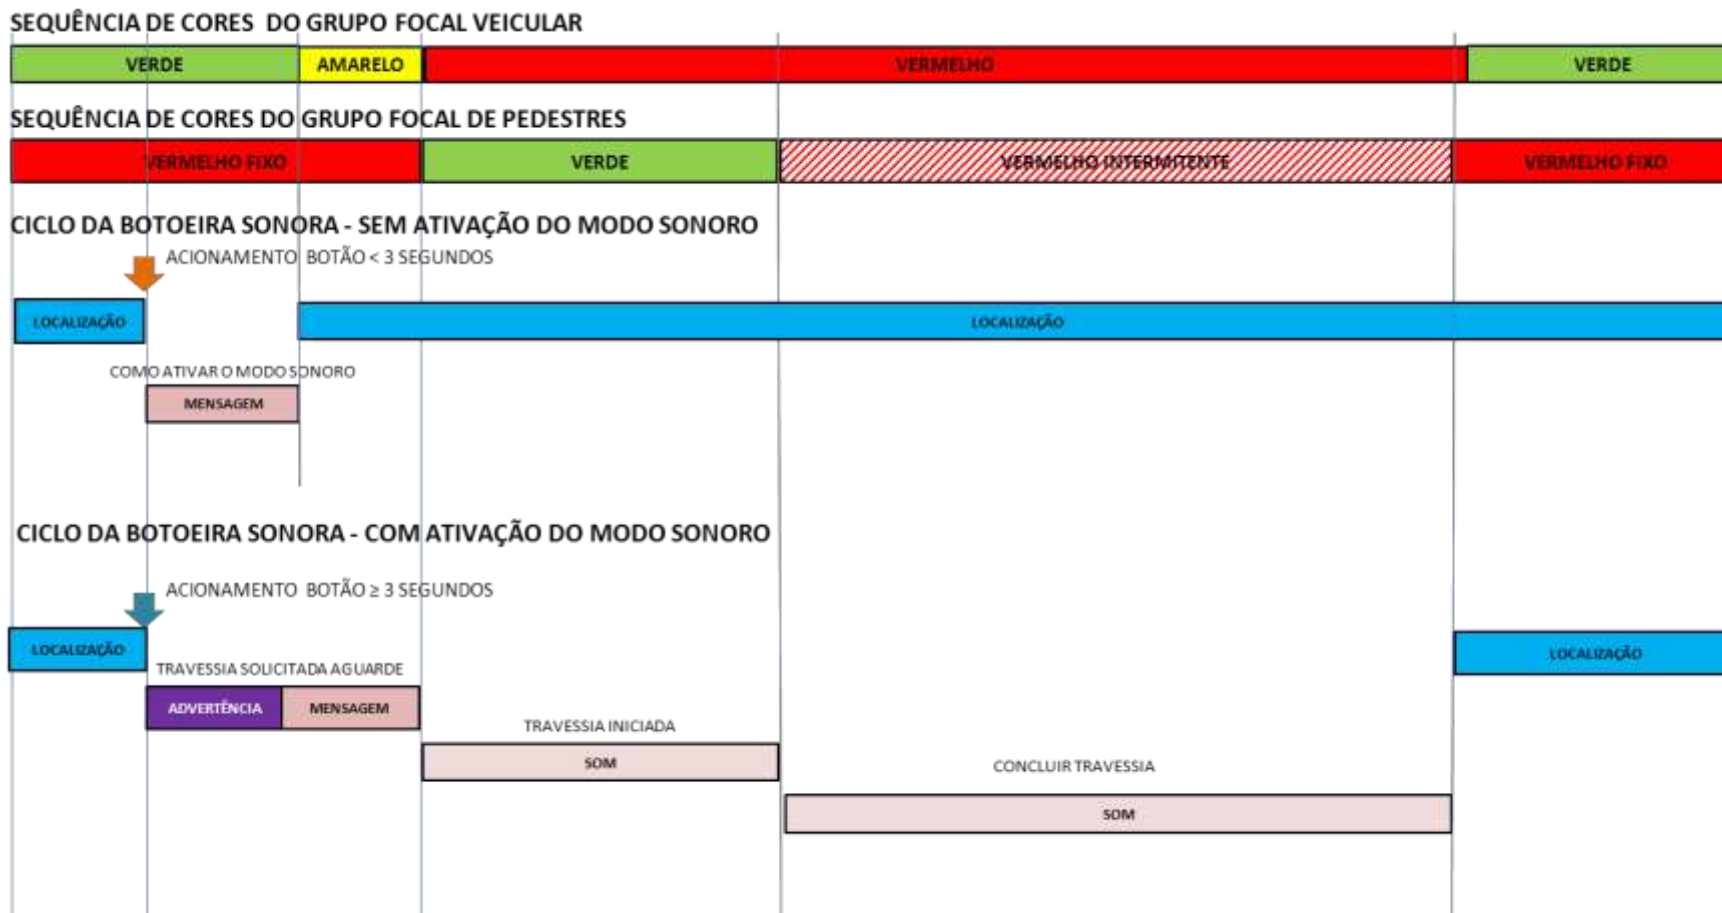 SEQUÊNCIA DE CORES DO GRUPO FOCAL VEICULAR
VERDE AMARELO VERMELHO VERDE
SEQUÊNCIA DE CORES DO GRUPO FOCAL DE PEDESTRES
VERMELHO FIXO VERDE VERMELHO INTERMITENTE VERMELHO FIXO
CICLO DA BOTOEIRA SONORA - SEM ATIVAÇÃO DO MODO SONORO
ACIONAMENTO BOTÃO < 3 SEGUNDOS
LOCALIZAÇÃO LOCALIZAÇÃO
COMO ATIVAR O MODO SONORO
MENSAGEM
CICLO DA BOTOEIRA SONORA - COM ATIVAÇÃO DO MODO SONORO
ACIONAMENTO BOTÃO ≥ 3 SEGUNDOS
LOCALIZAÇÃO LOCALIZAÇÃO
TRAVESSIA SOLICITADA AGUARDE
ADVERTÊNCIA MENSAGEM
TRAVESSIA INICIADA
SOM
CONCLUIR TRAVESSIA
SOM